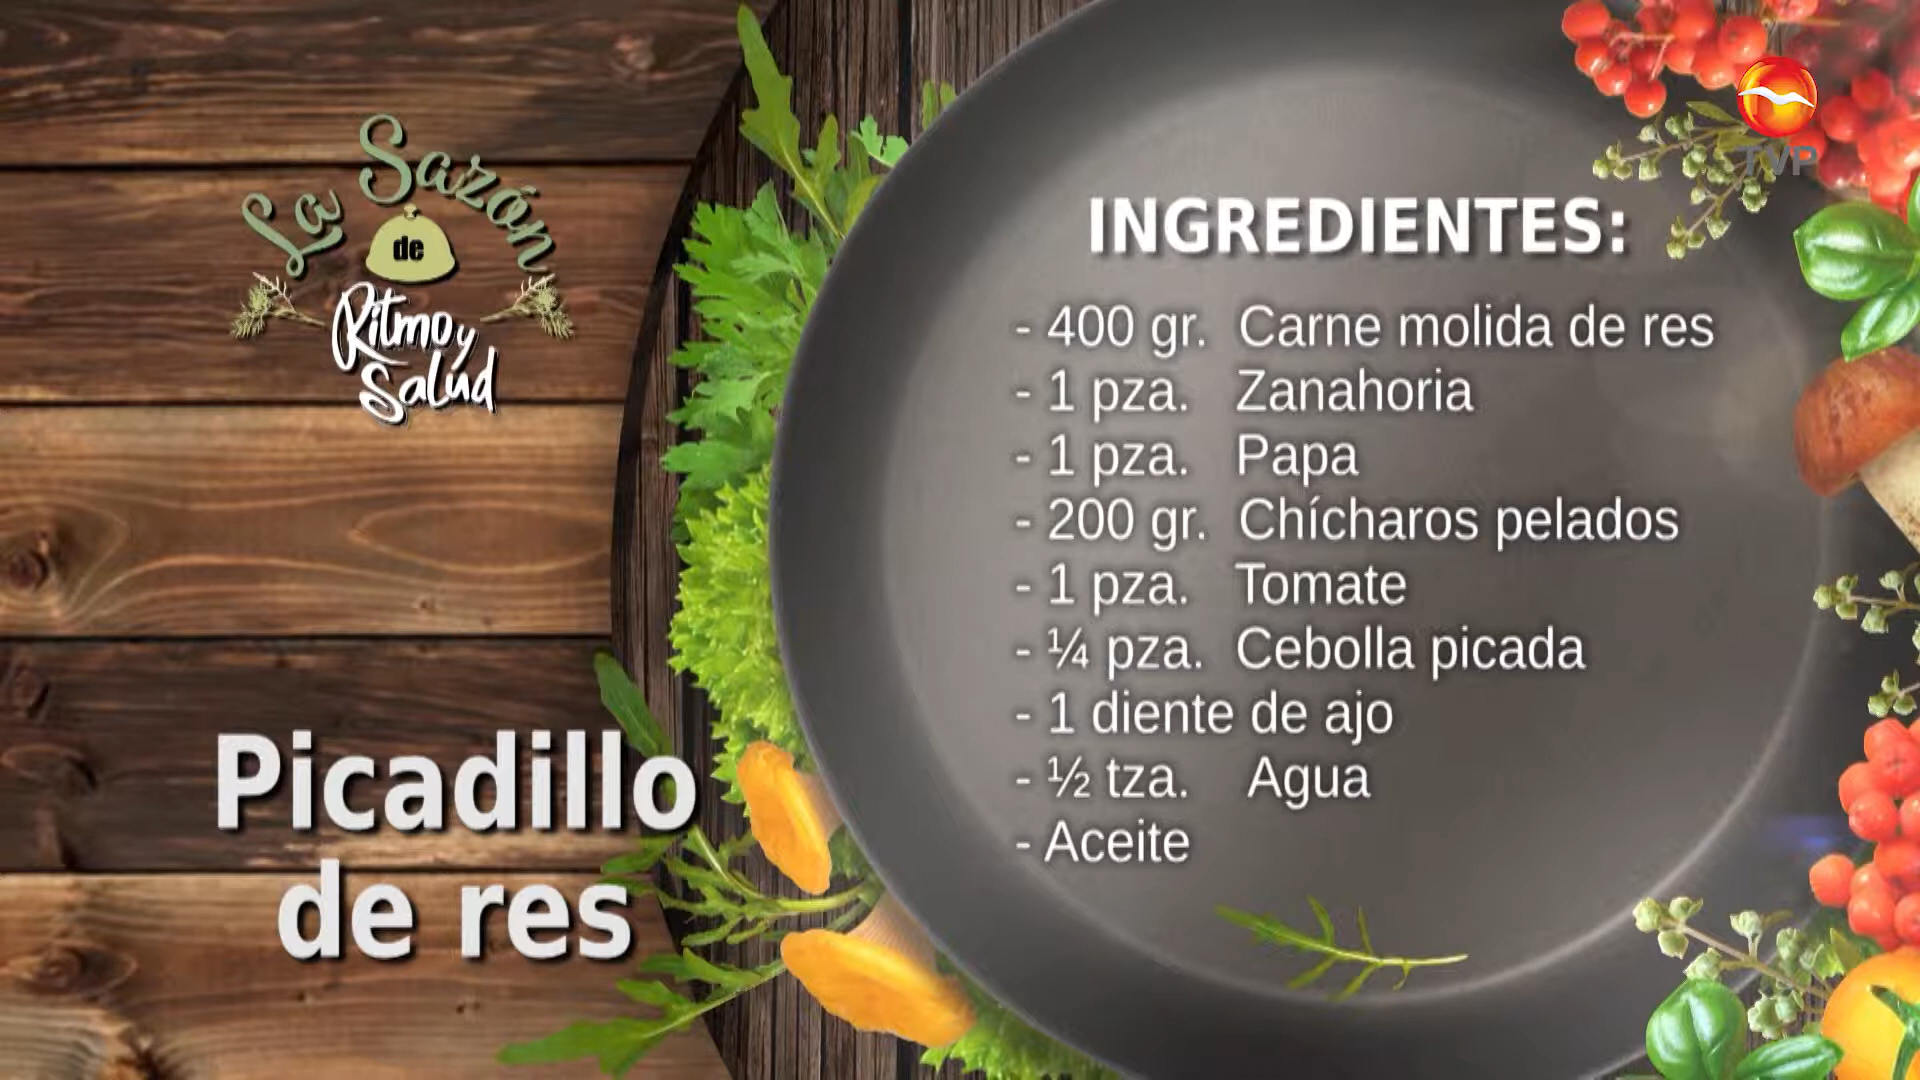 La Sazón
de
Ritmo y
Salud
TVP
INGREDIENTES:
- 400 gr. Carne molida de res
- 1 pza. Zanahoria
- 1 pza. Papa
- 200 gr. Chícharos pelados
- 1 pza. Tomate
- ¼ pza. Cebolla picada
- 1 diente de ajo
- ½ tza. Agua
- Aceite
Picadillo
de res